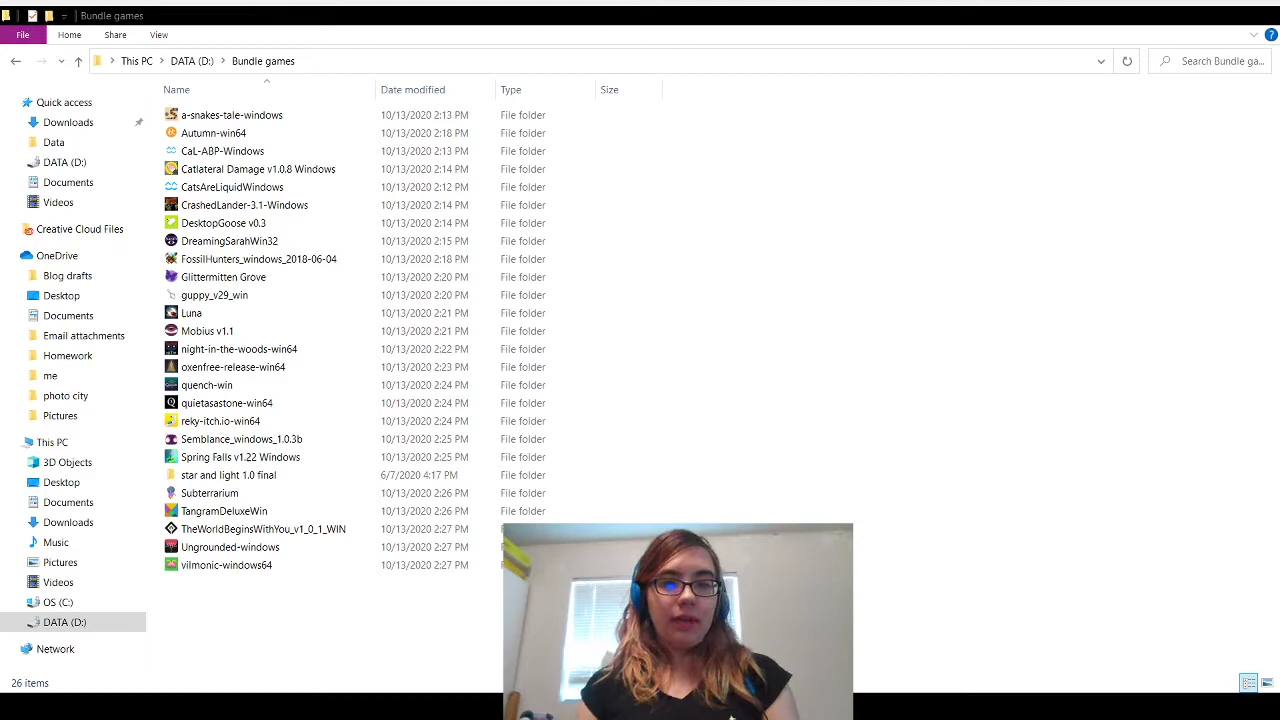 Bundle games
File Home Share View
This PC DATA (D:) Bundle games Search Bundle ga...
Name Date modified Type Size
Quick access
Downloads
Data
DATA (D:)
Documents
Videos
Creative Cloud Files
OneDrive
Blog drafts
Desktop
Documents
Email attachments
Homework
me
photo city
Pictures
This PC
3D Objects
Desktop
Documents
Downloads
Music
Pictures
Videos
OS (C:)
DATA (D:)
Network
a-snakes-tale-windows 10/13/2020 2:13 PM File folder
Autumn-win64 10/13/2020 2:18 PM File folder
CaL-ABP-Windows 10/13/2020 2:13 PM File folder
Catlateral Damage v1.0.8 Windows 10/13/2020 2:14 PM File folder
CatsAreLiquidWindows 10/13/2020 2:12 PM File folder
CrashedLander-3.1-Windows 10/13/2020 2:14 PM File folder
DesktopGoose v0.3 10/13/2020 2:14 PM File folder
DreamingSarahWin32 10/13/2020 2:15 PM File folder
FossilHunters_windows_2018-06-04 10/13/2020 2:18 PM File folder
Glittermitten Grove 10/13/2020 2:20 PM File folder
guppy_v29_win 10/13/2020 2:20 PM File folder
Luna 10/13/2020 2:21 PM File folder
Mobius v1.1 10/13/2020 2:21 PM File folder
night-in-the-woods-win64 10/13/2020 2:22 PM File folder
oxenfree-release-win64 10/13/2020 2:23 PM File folder
quench-win 10/13/2020 2:24 PM File folder
quietasastone-win64 10/13/2020 2:24 PM File folder
reky-itch.io-win64 10/13/2020 2:24 PM File folder
Semblance_windows_1.0.3b 10/13/2020 2:25 PM File folder
Spring Falls v1.22 Windows 10/13/2020 2:25 PM File folder
star and light 1.0 final 6/7/2020 4:17 PM File folder
Subterrarium 10/13/2020 2:26 PM File folder
TangramDeluxeWin 10/13/2020 2:26 PM File folder
TheWorldBeginsWithYou_v1_0_1_WIN 10/13/2020 2:27 PM
Ungrounded-windows 10/13/2020 2:27 PM
vilmonic-windows64 10/13/2020 2:27 PM
26 items